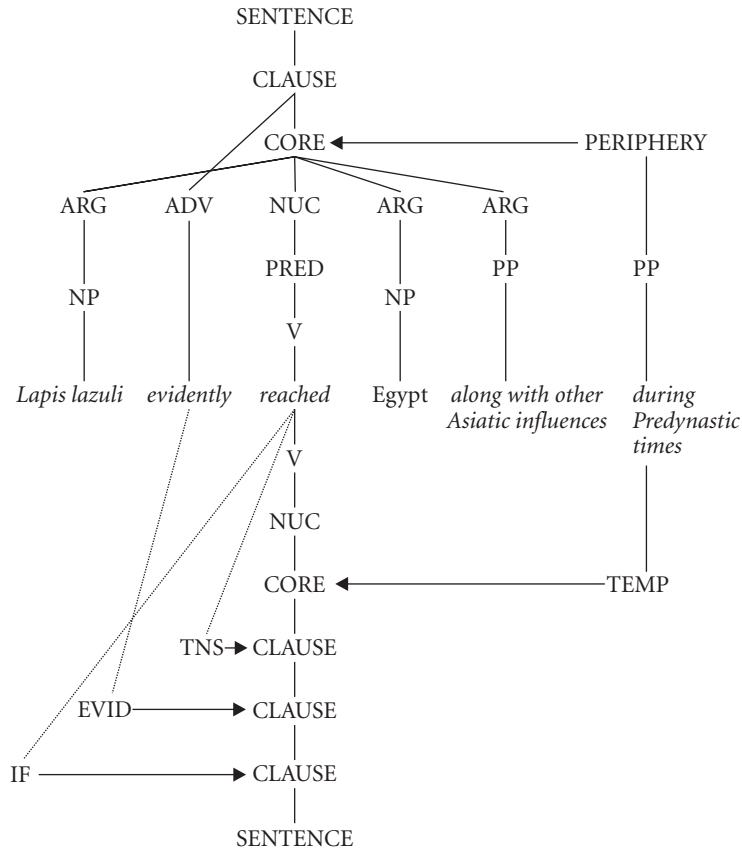 SENTENCE
CLAUSE
CORE PERIPHERY
ARG ADV NUC ARG ARG
PRED PP PP
NP NP
V
Lapis lazuli evidently reached Egypt along with other during
Asiatic influences Predynastic
times
V
NUC
CORE TEMP
TNS CLAUSE
EVID CLAUSE
IF CLAUSE
SENTENCE